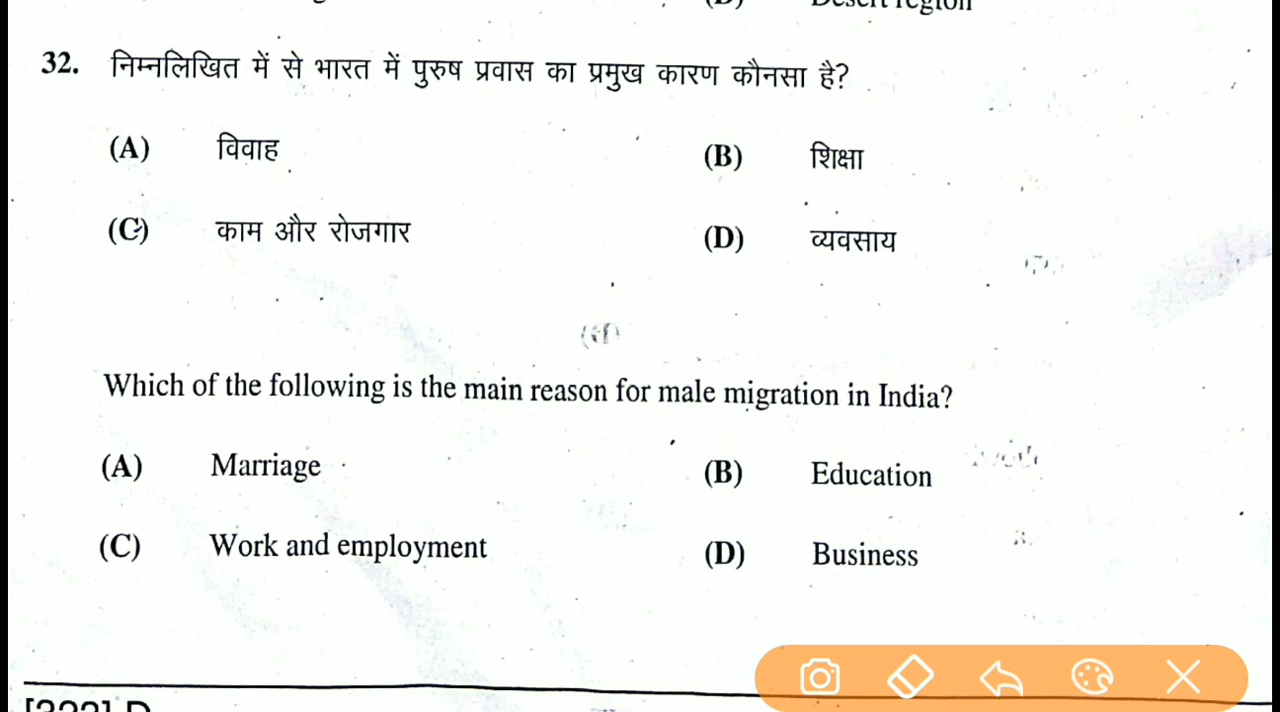 32. निम्नलिखित में से भारत में पुरुष प्रवास का प्रमुख कारण कौनसा है?
(A) विवाह (B) शिक्षा
(C) काम और रोजगार (D) व्यवसाय
Which of the following is the main reason for male migration in India?
(A) Marriage (B) Education
(C) Work and employment (D) Business